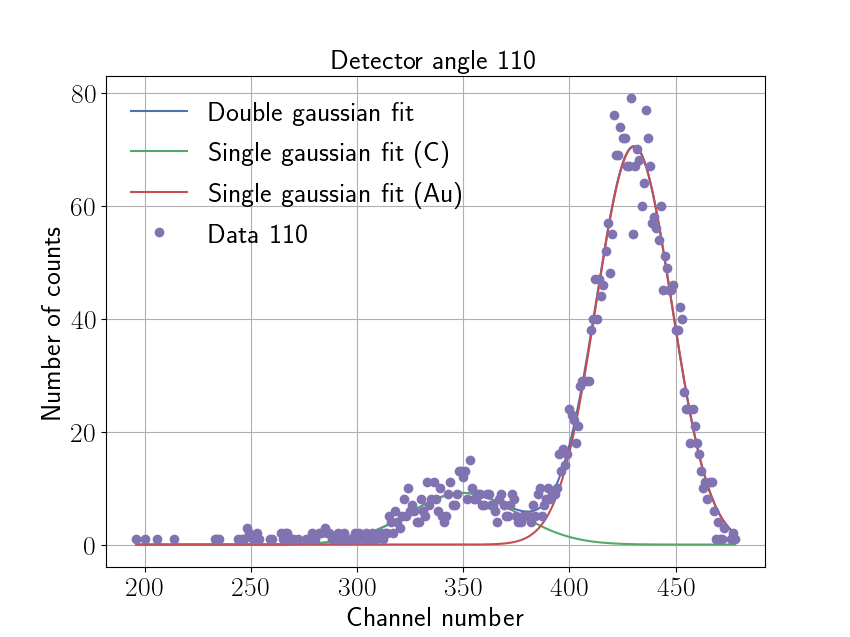 Detector angle 110
80
60
40
20
0
Number of counts
Double gaussian fit
Single gaussian fit (C)
Single gaussian fit (Au)
Data 110
200 250 300 350 400 450
Channel number